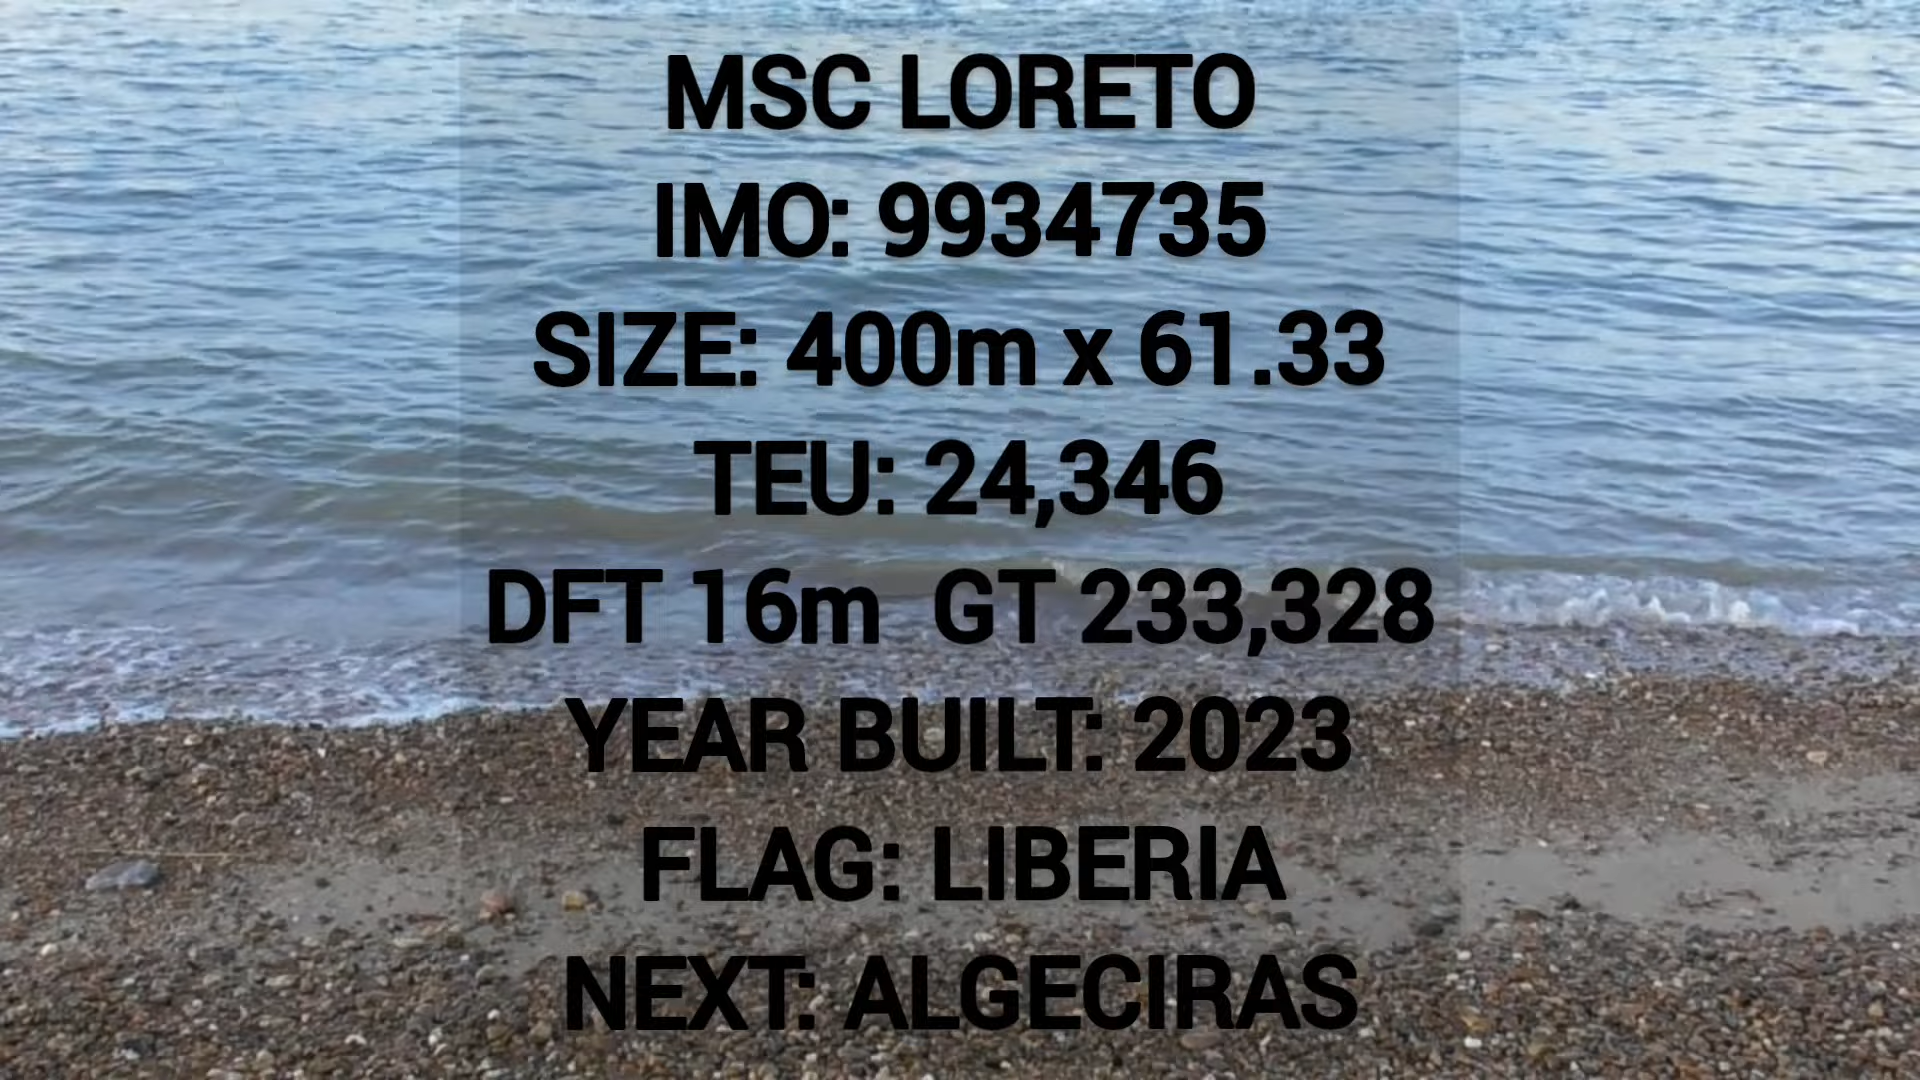 MSC LORETO
IMO: 9934735
SIZE: 400m x 61.33
TEU: 24,346
DFT 16m  GT 233,328
YEAR BUILT: 2023
FLAG: LIBERIA
NEXT: ALGECIRAS